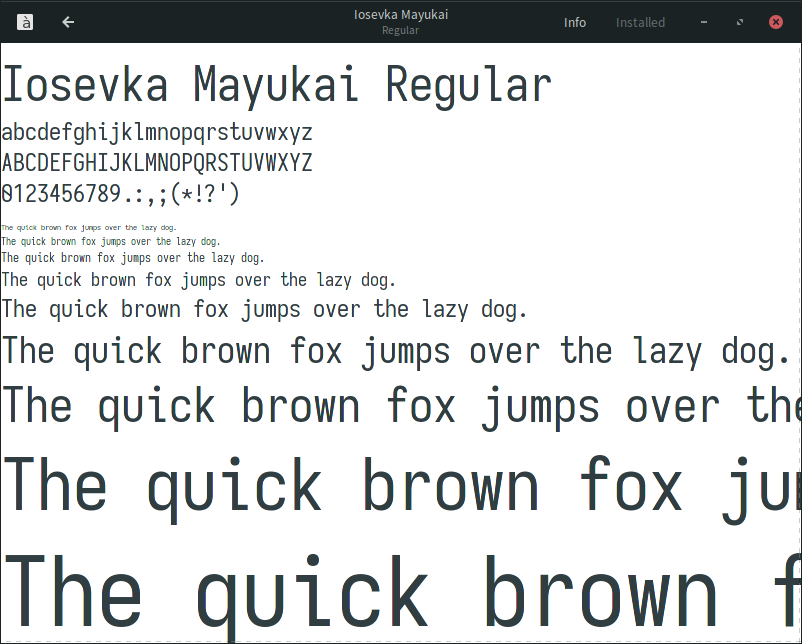 à
Iosevka Mayukai
Regular
Info
Installed
Iosevka Mayukai Regular
abcdefghijklmnopqrstuvwxyz
ABCDEFGHIJKLMNOPQRSTUVWXYZ
0123456789.:,;(*!?')
The quick brown fox jumps over the lazy dog.
The quick brown fox jumps over the lazy dog.
The quick brown fox jumps over the lazy dog.
The quick brown fox jumps over the lazy dog.
The quick brown fox jumps over the lazy dog.
The quick brown fox jumps over the lazy dog.
The quick brown fox jumps over the
The quick brown fox ju
The quick brown f